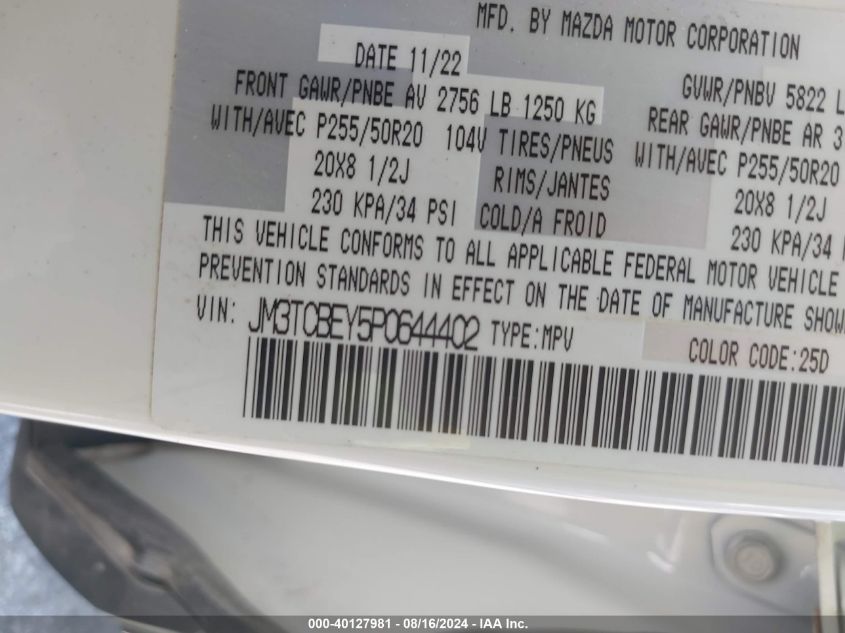 MFD. BY MAZDA MOTOR CORPORATION
DATE 11/22
GVWR/PNBV 5822 L
FRONT GAWR/PNBE AV 2756 LB 1250 KG
REAR GAWR/PNBE AR 3
WITH/AVEC P255/50R20 104V TIRES/PNEUS WITH/AVEC P255/50R20
20X8 1/2J RIMS/JANTES 20X8 1/2J
230 KPA/34 PSI COLD/A FROID 230 KPA/34
THIS VEHICLE CONFORMS TO ALL APPLICABLE FEDERAL MOTOR VEHICLE
PREVENTION STANDARDS IN EFFECT ON THE DATE OF MANUFACTURE SHOW
VIN: JM3TCBEY5P0644402 TYPE:MPV COLOR CODE:25D
000-40127981 - 08/16/2024 - IAA Inc.